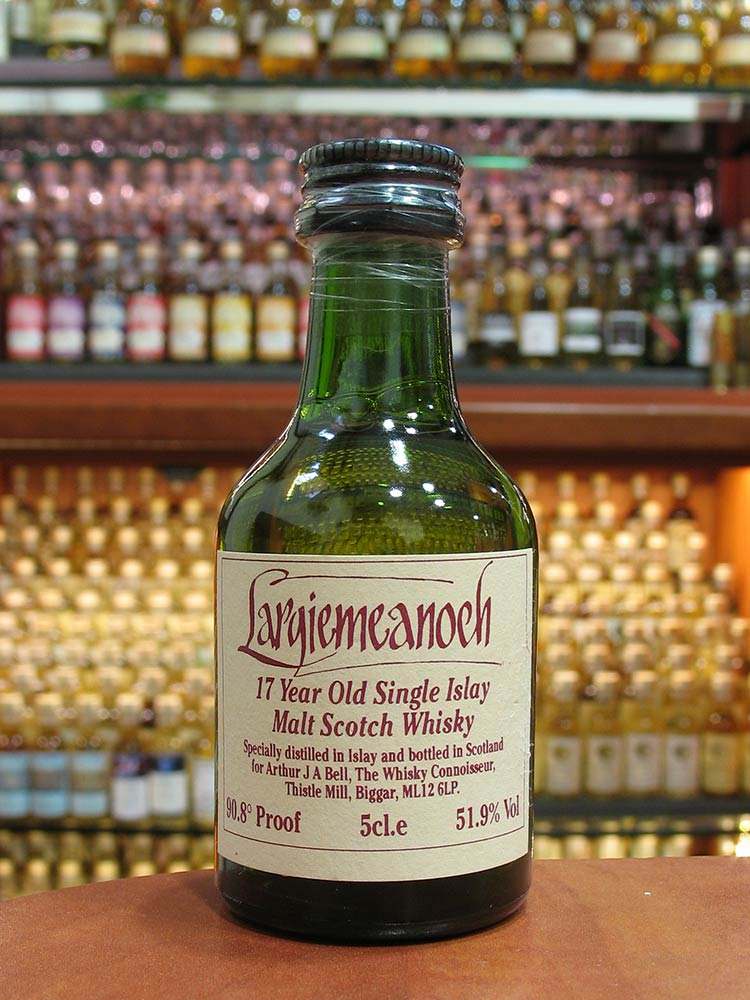 Largiemeanoch
17 Year Old Single Islay
Malt Scotch Whisky
Specially distilled in Islay and bottled in Scotland
for Arthur J A Bell, The Whisky Connoisseur,
Thistle Mill, Biggar, ML12 6LP.
90.8° Proof 5cl.e 51.9% Vol